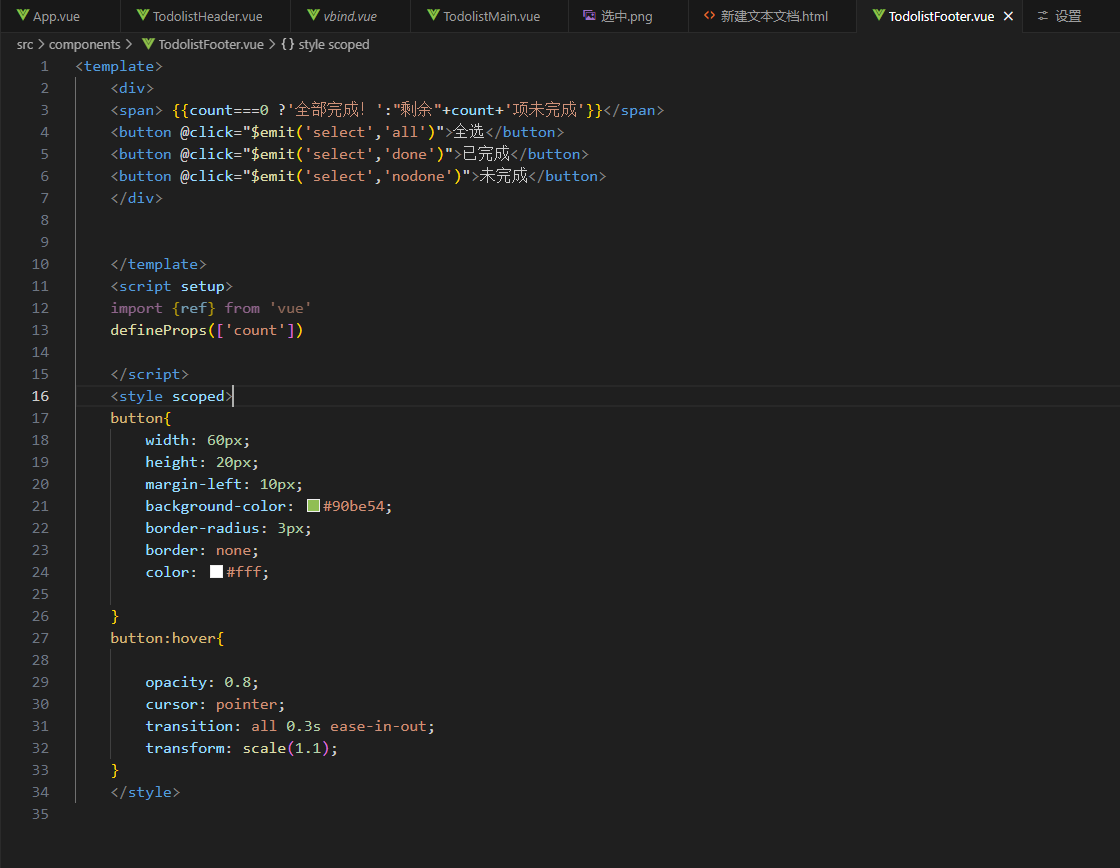 App.vue TodolistHeader.vue vbind.vue TodolistMain.vue 选中.png 新建文本文档.html TodolistFooter.vue 设置
src > components > TodolistFooter.vue > {} style scoped
1 <template>
2 <div>
3 <span> {{count===0 ?'全部完成! ':"剩余"+count+'项未完成'}}</span>
4 <button @click="$emit('select','all')">全选</button>
5 <button @click="$emit('select','done')">已完成</button>
6 <button @click="$emit('select','nodone')">未完成</button>
7 </div>
8
9
10 </template>
11 <script setup>
12 import {ref} from 'vue'
13 defineProps(['count'])
14
15 </script>
16 <style scoped>
17 button{
18 width: 60px;
19 height: 20px;
20 margin-left: 10px;
21 background-color: #90be54;
22 border-radius: 3px;
23 border: none;
24 color: #fff;
25
26 }
27 button:hover{
28
29 opacity: 0.8;
30 cursor: pointer;
31 transition: all 0.3s ease-in-out;
32 transform: scale(1.1);
33 }
34 </style>
35